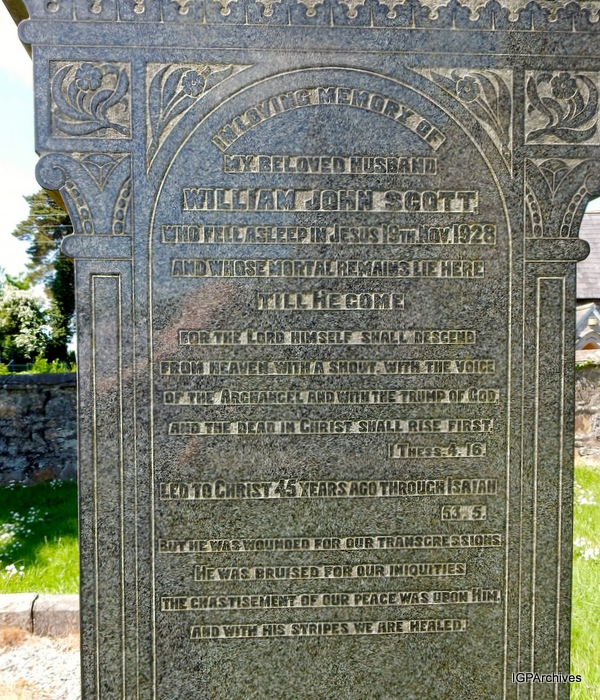 IN LOVING MEMORY OF
MY BELOVED HUSBAND
WILLIAM JOHN SCOTT
WHO FELL ASLEEP IN JESUS 19TH NOV. 1928
AND WHOSE MORTAL REMAINS LIE HERE
TILL HE COME
FOR THE LORD HIMSELF SHALL DESCEND
FROM HEAVEN WITH A SHOUT, WITH THE VOICE
OF THE ARCHANGEL AND WITH THE TRUMP OF GOD,
AND THE DEAD IN CHRIST SHALL RISE FIRST.
1 THESS. 4. 16.
LED TO CHRIST 45 YEARS AGO THROUGH ISAIAH
53. 5.
BUT HE WAS WOUNDED FOR OUR TRANSGRESSIONS
HE WAS BRUISED FOR OUR INIQUITIES
THE CHASTISEMENT OF OUR PEACE WAS UPON HIM,
AND WITH HIS STRIPES WE ARE HEALED.
IGPArchives